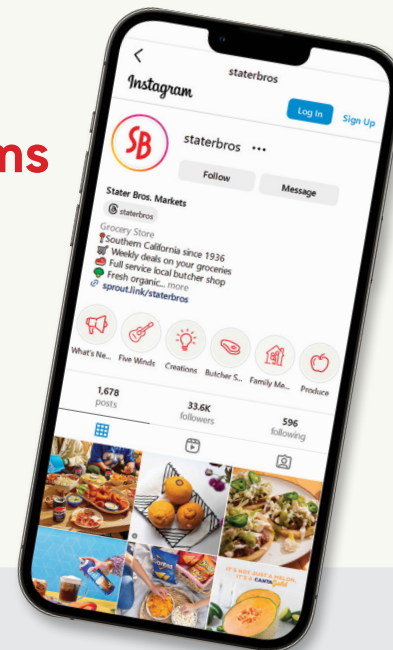 ms
staterbros
Instagram
Log In Sign Up
SB
staterbros ...
Follow Message
Stater Bros. Markets
staterbros
Grocery Store
Southern California since 1936
Weekly deals on your groceries
Full service local butcher shop
Fresh organic... more
sprout.link/staterbros
What's Ne... Five Winds Creations Butcher S... Family Me... Produce
1,678 33.6K 596
posts followers following
IT'S NOT JUST A MELON,
IT'S A CANTAGold